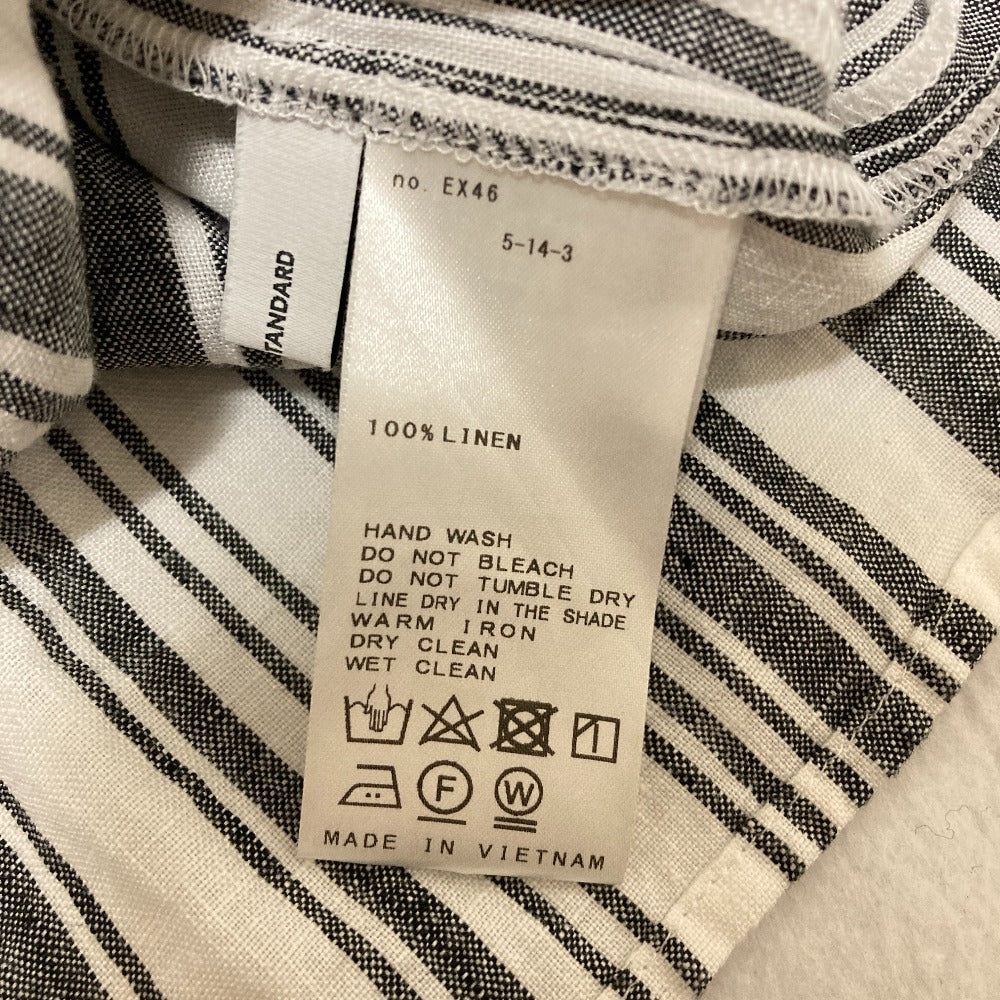 no. EX46
5-14-3
TANDARD
100% LINEN
HAND WASH
DO NOT BLEACH
DO NOT TUMBLE DRY
LINE DRY IN THE SHADE
WARM IRON
DRY CLEAN
WET CLEAN
F
W
MADE IN VIETNAM